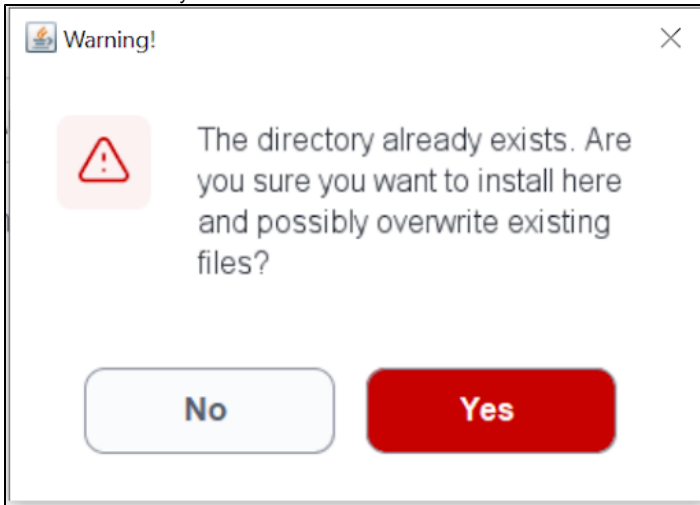 Warning!
The directory already exists. Are
you sure you want to install here
and possibly overwrite existing
files?
No
Yes